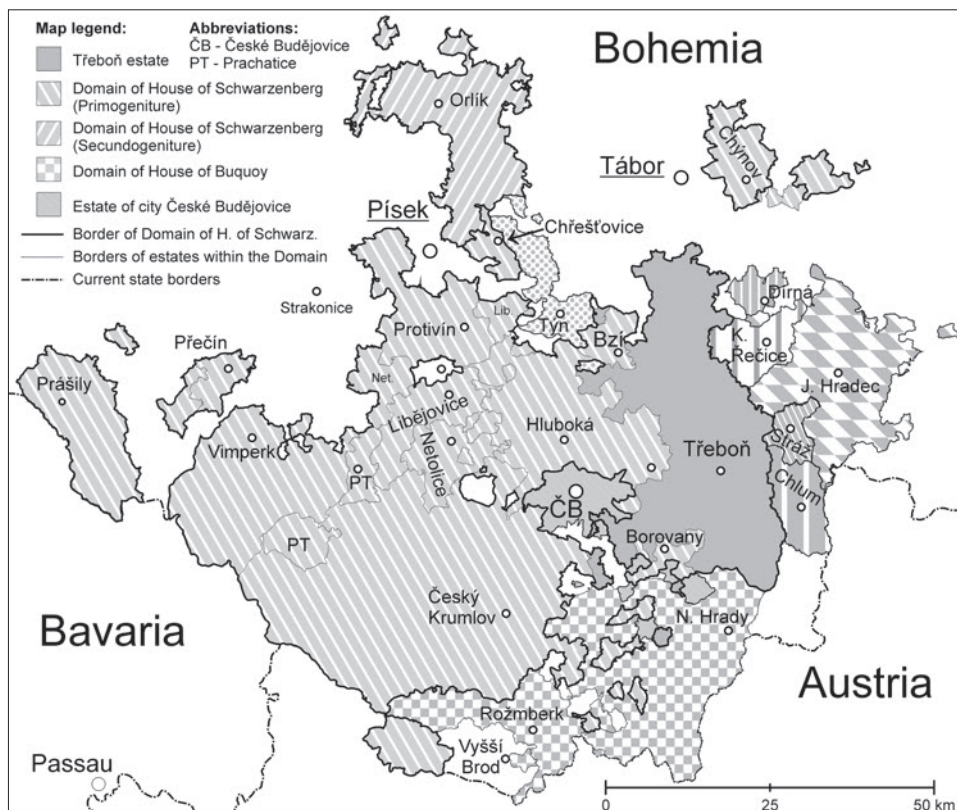 Map legend:
Třeboň estate
Domain of House of Schwarzenberg
(Primogeniture)
Domain of House of Schwarzenberg
(Secundogeniture)
Domain of House of Buquoy
Estate of city České Budějovice
Border of Domain of H. of Schwarz.
Borders of estates within the Domain
Current state borders
Abbreviations:
ČB - České Budějovice
PT - Prachatice
Bohemia
Orlík
Chýnov
Tábor
Písek
Chřešťovice
Strakonice
Dírná
Lib.
Týn
Protivín
Bzí
K.
Řečice
Přečín
Prášily
Net.
J. Hradec
Libějovice
Hluboká
Stráž
Vimperk
Netolice
Třeboň
PT
Chlum
ČB
PT
Borovany
Český
Krumlov
N. Hrady
Bavaria
Austria
Rožmberk
Vyšší
Brod
Passau
0 25 50 km